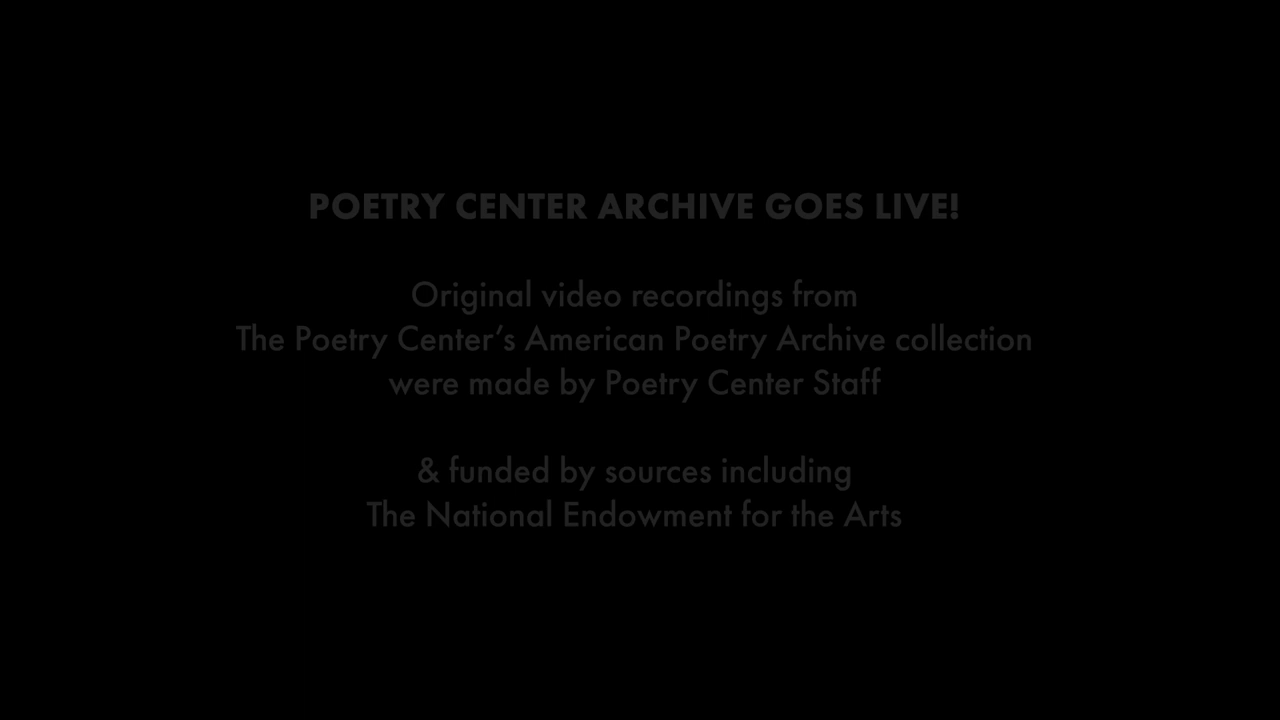 POETRY CENTER ARCHIVE GOES LIVE!
Original video recordings from
The Poetry Center’s American Poetry Archive collection
were made by Poetry Center Staff
& funded by sources including
The National Endowment for the Arts